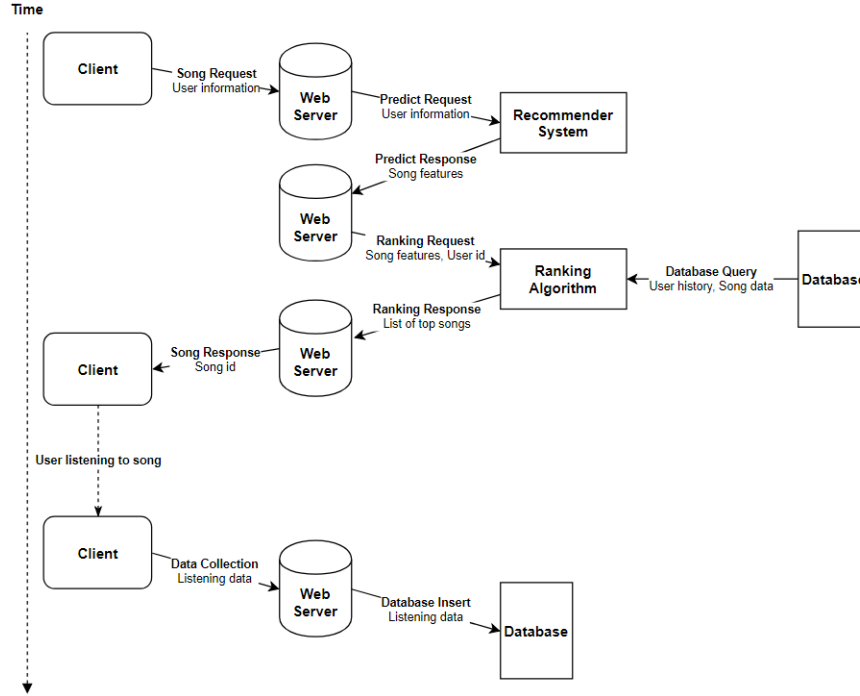 Time
Client
Song Request
User information
Web
Server
Predict Request
User information
Recommender
System
Predict Response
Song features
Web
Server
Ranking Request
Song features, User id
Ranking
Algorithm
Database Query
User history, Song data
Database
Ranking Response
List of top songs
Web
Server
Song Response
Song id
Client
User listening to song
Client
Data Collection
Listening data
Web
Server
Database Insert
Listening data
Database